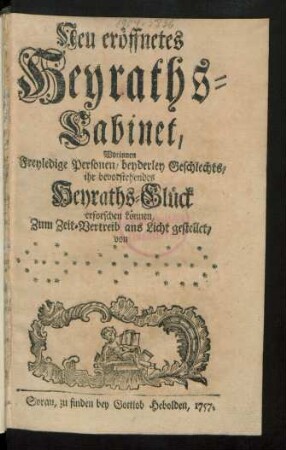 Neu eröffnetes
Heyraths-
Cabinet,
Worinnen
Freyledige Personen, beyderley Geschlechts,
ihr bevorstehendes
Heyraths-Glück
erforschen können,
Zum Zeit-Vertreib ans Licht gestellet,
von
Sorau, zu finden bey Gottlob Hebolden, 1757.